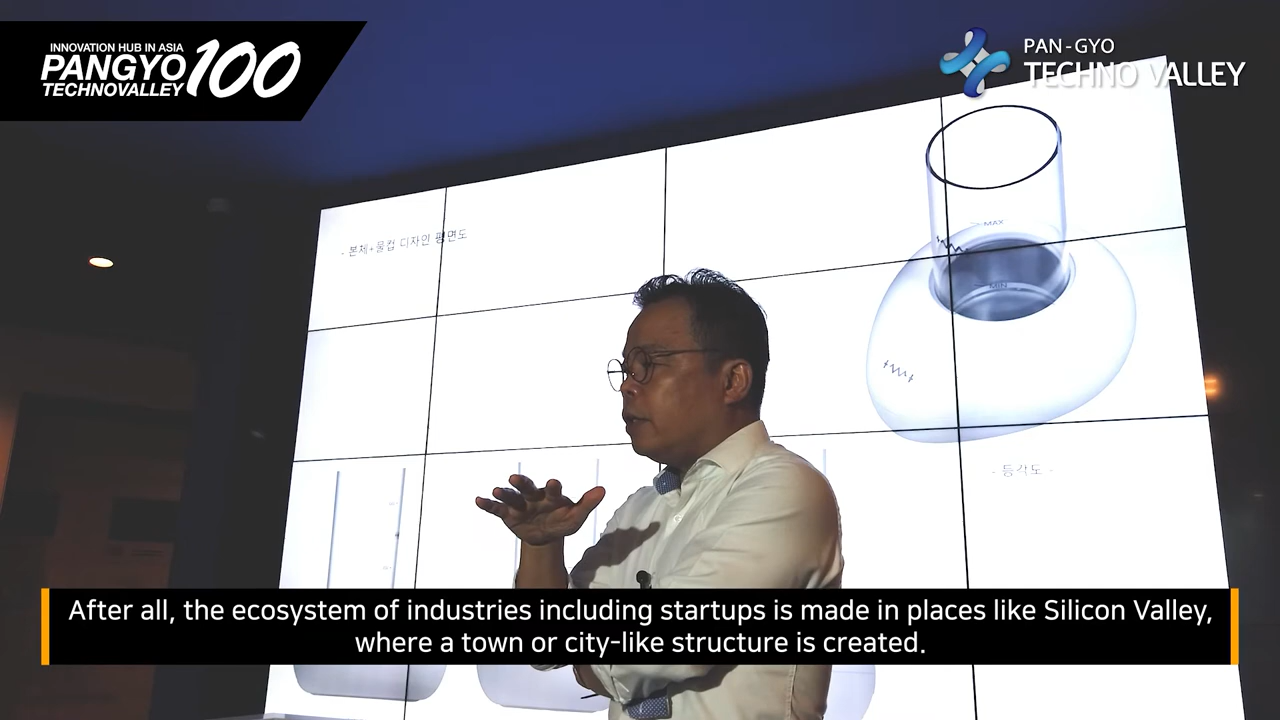 INNOVATION HUB IN ASIA
PANGYO
TECHNOVALLEY
100
PAN-GYO
TECHNO VALLEY
- 본체+물컵 디자인 평면도
MAX
MIN
- 등각도 -
After all, the ecosystem of industries including startups is made in places like Silicon Valley,
where a town or city-like structure is created.